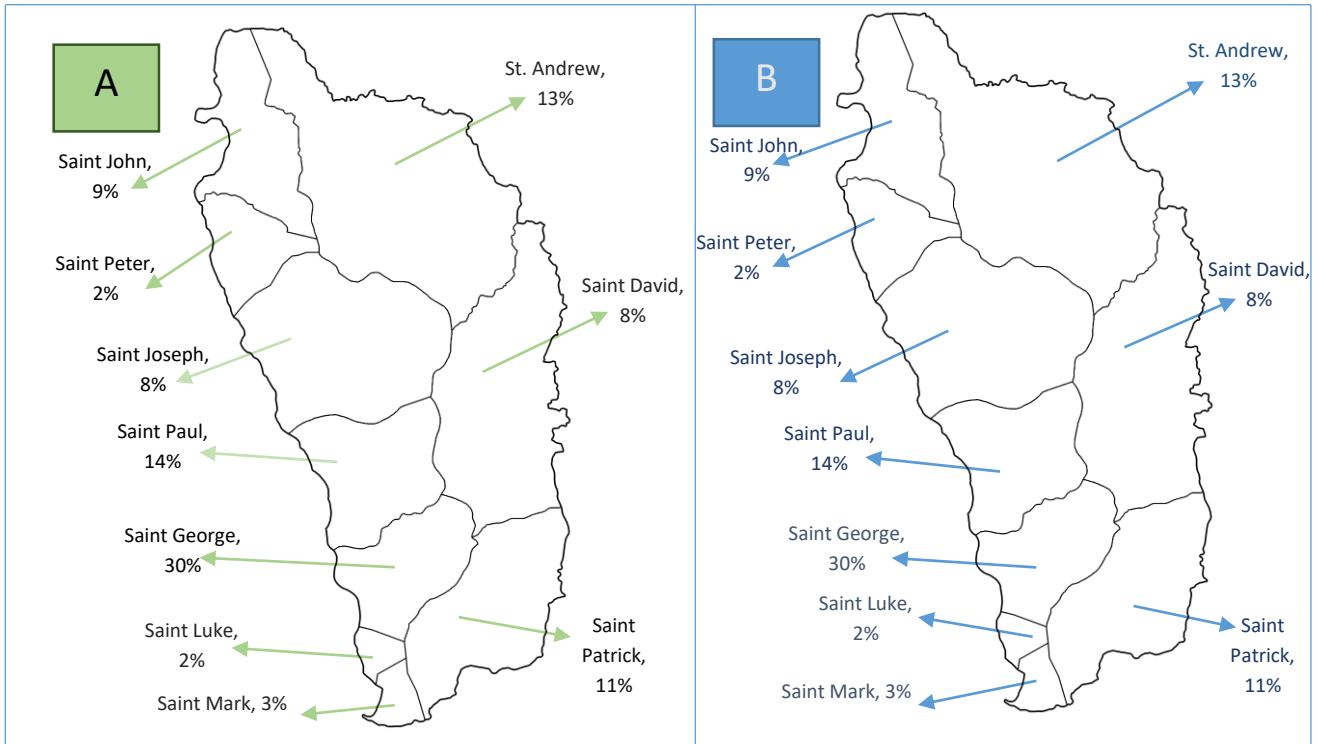 A
St. Andrew,
13%
Saint John,
9%
Saint Peter,
2%
Saint David,
8%
Saint Joseph,
8%
Saint Paul,
14%
Saint George,
30%
Saint Luke,
2%
Saint
Patrick,
11%
Saint Mark, 3%
B
St. Andrew,
13%
Saint John,
9%
Saint Peter,
2%
Saint David,
8%
Saint Joseph,
8%
Saint Paul,
14%
Saint George,
30%
Saint Luke,
2%
Saint
Patrick,
11%
Saint Mark, 3%